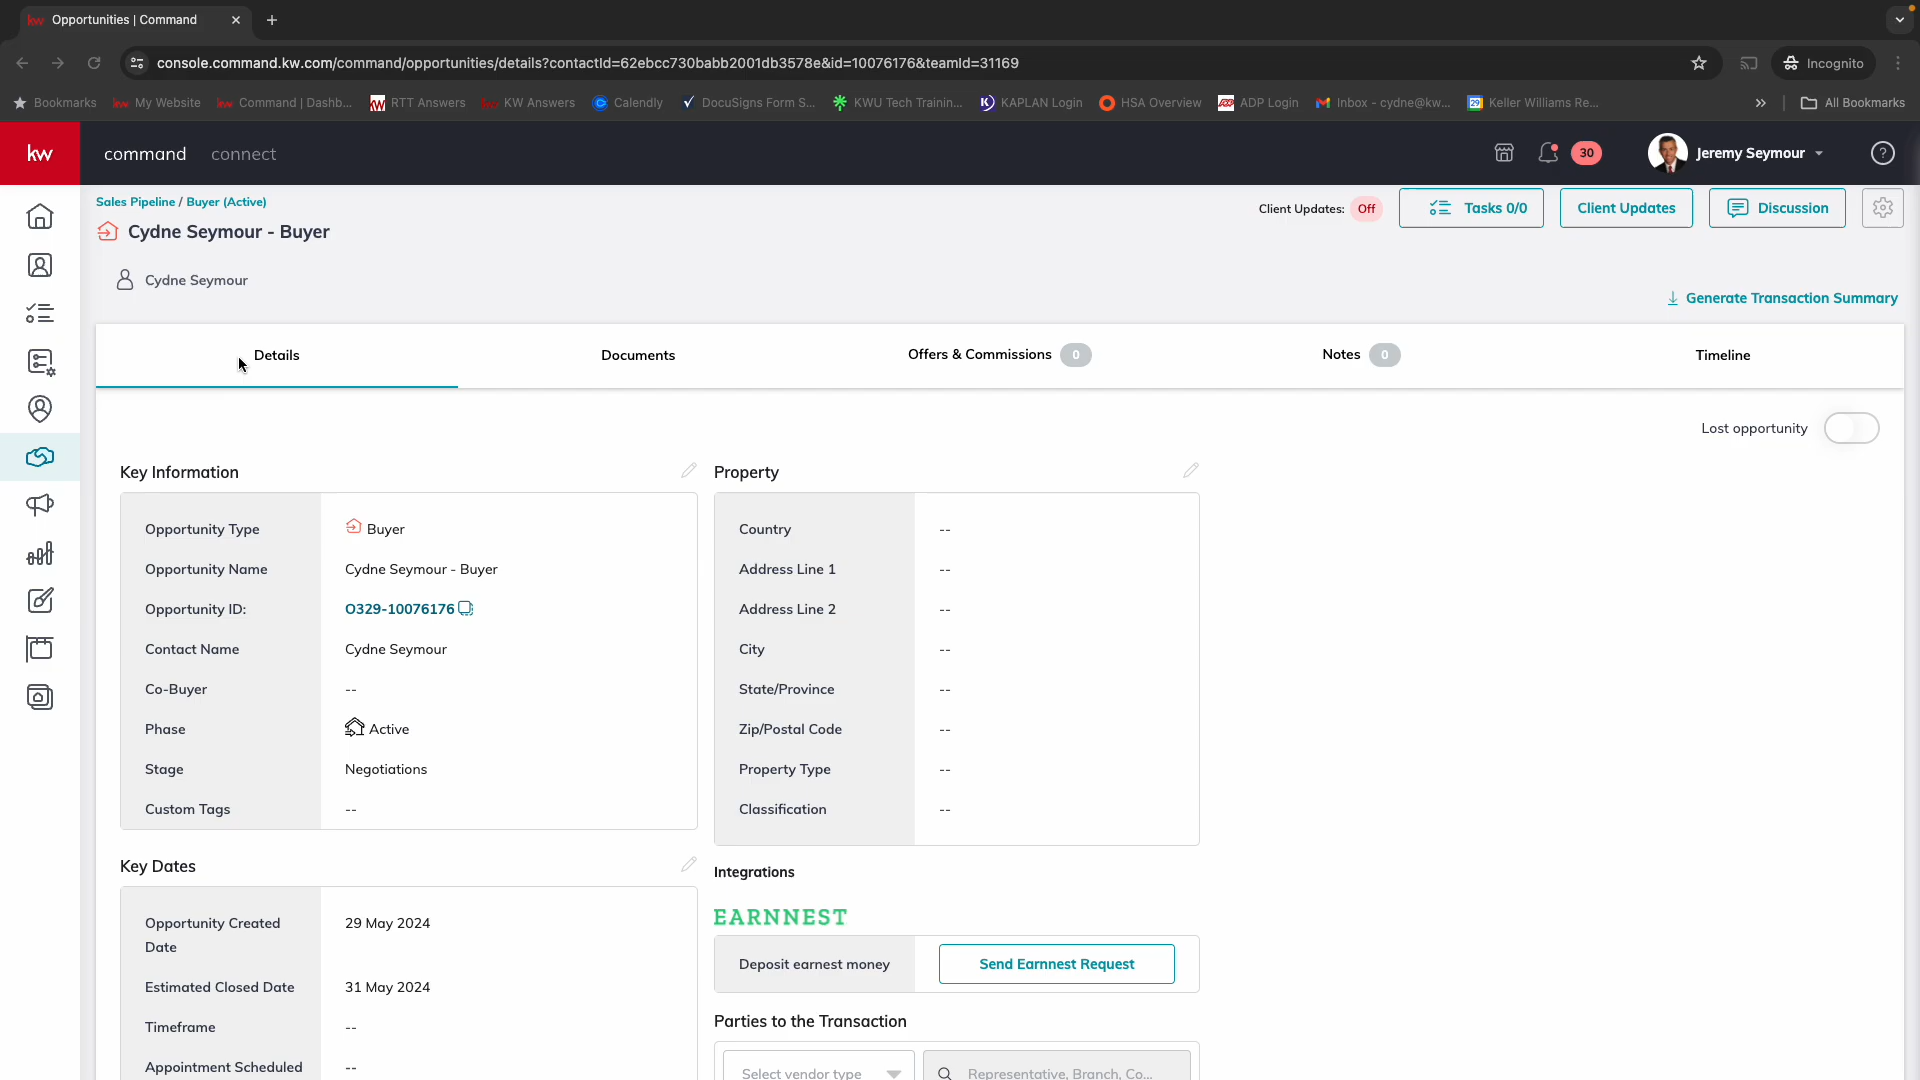 kw Opportunities | Command
console.command.kw.com/command/opportunities/details?contactId=62ebcc730babb2001db3578e&id=10076176&teamId=31169
Incognito
Bookmarks
kw My Website
kw Command | Dashb...
RTT Answers
kw KW Answers
Calendly
DocuSigns Form S...
KWU Tech Trainin...
KAPLAN Login
HSA Overview
ADP Login
Inbox - cydne@kw...
Keller Williams Re...
All Bookmarks
kw
command
connect
30
Jeremy Seymour
Sales Pipeline / Buyer (Active)
Client Updates: Off
Tasks 0/0
Client Updates
Discussion
Cydne Seymour - Buyer
Cydne Seymour
Generate Transaction Summary
Details
Documents
Offers & Commissions 0
Notes 0
Timeline
Lost opportunity
Key Information
Opportunity Type Buyer
Opportunity Name Cydne Seymour - Buyer
Opportunity ID: O329-10076176
Contact Name Cydne Seymour
Co-Buyer --
Phase Active
Stage Negotiations
Custom Tags --
Key Dates
Opportunity Created 29 May 2024
Date
Estimated Closed Date 31 May 2024
Timeframe --
Appointment Scheduled --
Property
Country --
Address Line 1 --
Address Line 2 --
City --
State/Province --
Zip/Postal Code --
Property Type --
Classification --
Integrations
EARNNEST
Deposit earnest money Send Earnnest Request
Parties to the Transaction
Select vendor type Representative, Branch, Co...